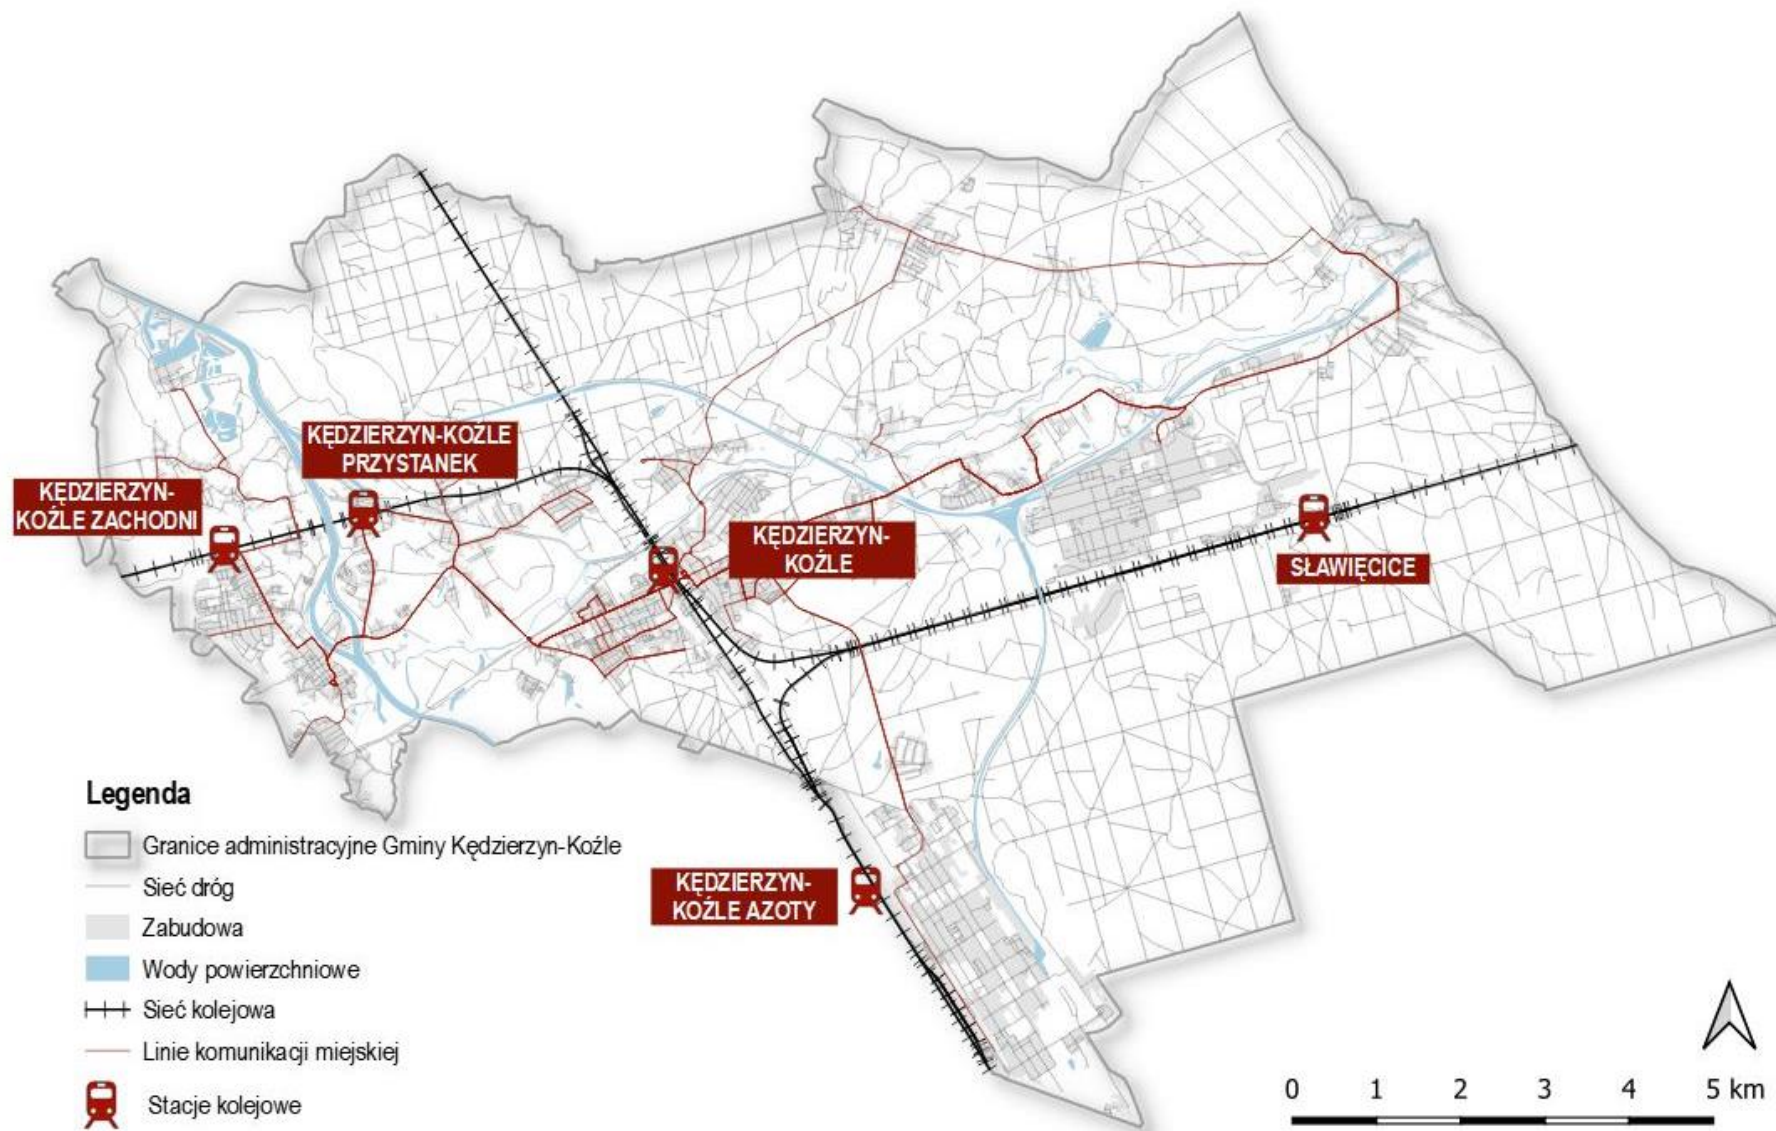 KĘDZIERZYN-KOŹLE
PRZYSTANEK
KĘDZIERZYN-
KOŹLE ZACHODNI
KĘDZIERZYN-
KOŹLE
SŁAWIĘCICE
KĘDZIERZYN-
KOŹLE AZOTY
Legenda
Granice administracyjne Gminy Kędzierzyn-Koźle
Sieć dróg
Zabudowa
Wody powierzchniowe
Sieć kolejowa
Linie komunikacji miejskiej
Stacje kolejowe
0 1 2 3 4 5 km